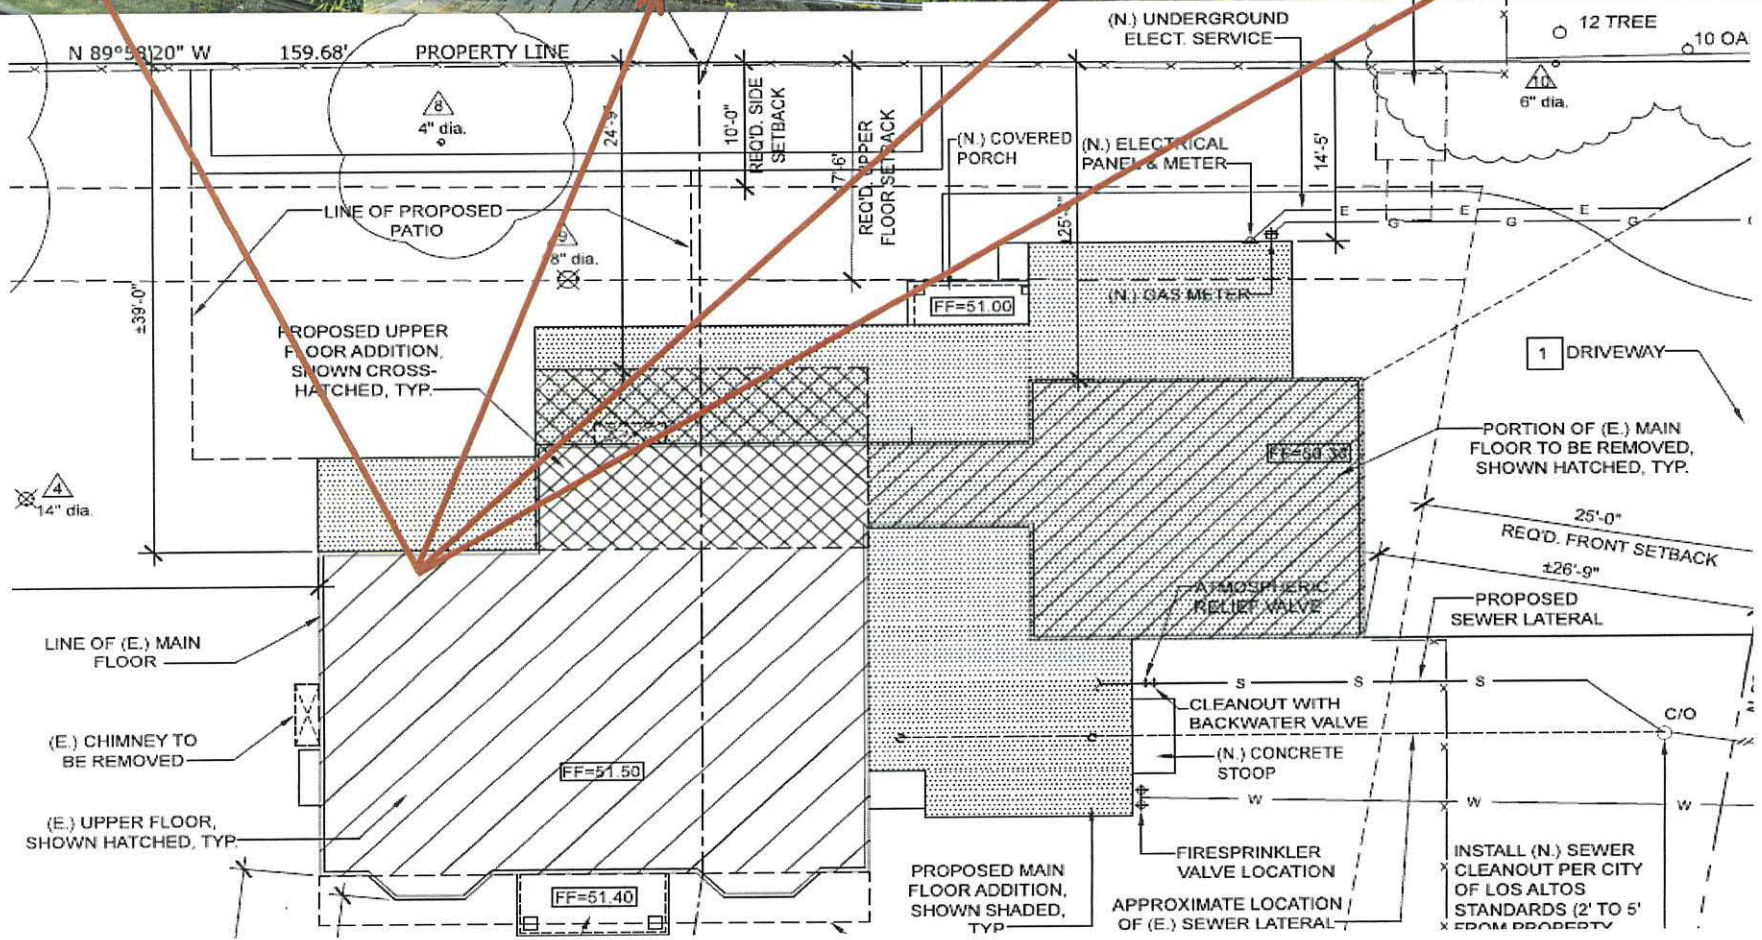 N 89°58'20" W 159.68' PROPERTY LINE
(N.) UNDERGROUND
ELECT. SERVICE
12 TREE
10 OA
10
6" dia.
8
4" dia.
24'-9"
10'-0"
REQ'D. SIDE
SETBACK
17'-6"
REQ'D. UPPER
FLOOR SETBACK
(N.) COVERED
PORCH
(N.) ELECTRICAL
PANEL & METER
14'-5"
LINE OF PROPOSED
PATIO
9
8" dia.
E E E
G G G
±39'-0"
(N.) GAS METER
FF=51.00
PROPOSED UPPER
FLOOR ADDITION,
SHOWN CROSS-
HATCHED, TYP.
1 DRIVEWAY
PORTION OF (E.) MAIN
FLOOR TO BE REMOVED,
SHOWN HATCHED, TYP.
4
14" dia.
25'-0"
REQ'D. FRONT SETBACK
±26'-9"
ATMOSPHERIC
RELIEF VALVE
PROPOSED
SEWER LATERAL
LINE OF (E.) MAIN
FLOOR
S S S
CLEANOUT WITH
BACKWATER VALVE
C/O
(E.) CHIMNEY TO
BE REMOVED
(N.) CONCRETE
STOOP
FF=51.50
W W W
(E.) UPPER FLOOR,
SHOWN HATCHED, TYP.
FIRESPRINKLER
VALVE LOCATION
INSTALL (N.) SEWER
CLEANOUT PER CITY
OF LOS ALTOS
STANDARDS (2' TO 5'
FROM PROPERTY
PROPOSED MAIN
FLOOR ADDITION,
SHOWN SHADED,
TYP
APPROXIMATE LOCATION
OF (E.) SEWER LATERAL
FF=51.40